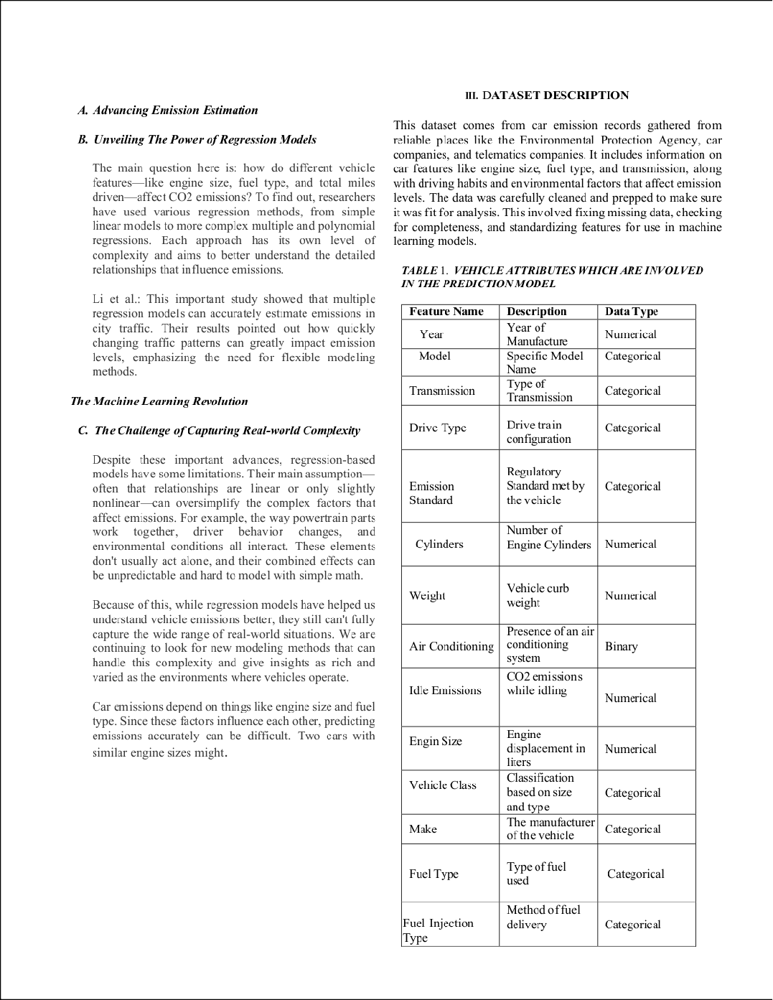 A. Advancing Emission Estimation
B. Unveiling The Power of Regression Models
The main question here is: how do different vehicle
features—like engine size, fuel type, and total miles
driven—affect CO2 emissions? To find out, researchers
have used various regression methods, from simple
linear models to more complex multiple and polynomial
regressions. Each approach has its own level of
complexity and aims to better understand the detailed
relationships that influence emissions.
Li et al.: This important study showed that multiple
regression models can accurately estimate emissions in
city traffic. Their results pointed out how quickly
changing traffic patterns can greatly impact emission
levels, emphasizing the need for flexible modeling
methods.
The Machine Learning Revolution
C. The Challenge of Capturing Real-world Complexity
Despite these important advances, regression-based
models have some limitations. Their main assumption—
often that relationships are linear or only slightly
nonlinear—can oversimplify the complex factors that
affect emissions. For example, the way powertrain parts
work together, driver behavior changes, and
environmental conditions all interact. These elements
don't usually act alone, and their combined effects can
be unpredictable and hard to model with simple math.
Because of this, while regression models have helped us
understand vehicle emissions better, they still can't fully
capture the wide range of real-world situations. We are
continuing to look for new modeling methods that can
handle this complexity and give insights as rich and
varied as the environments where vehicles operate.
Car emissions depend on things like engine size and fuel
type. Since these factors influence each other, predicting
emissions accurately can be difficult. Two cars with
similar engine sizes might.
III. DATASET DESCRIPTION
This dataset comes from car emission records gathered from
reliable places like the Environmental Protection Agency, car
companies, and telematics companies. It includes information on
car features like engine size, fuel type, and transmission, along
with driving habits and environmental factors that affect emission
levels. The data was carefully cleaned and prepped to make sure
it was fit for analysis. This involved fixing missing data, checking
for completeness, and standardizing features for use in machine
learning models.
TABLE 1. VEHICLE ATTRIBUTES WHICH ARE INVOLVED
IN THE PREDICTION MODEL
Feature Name Description Data Type
Year Year of
Manufacture Numerical
Model Specific Model Categorical
Name
Transmission Type of
Transmission Categorical
Drive Type Drive train Categorical
configuration
Regulatory
Emission Standard met by Categorical
Standard the vehicle
Number of
Cylinders Engine Cylinders Numerical
Weight Vehicle curb
weight Numerical
Presence of an air
Air Conditioning conditioning Binary
system
CO2 emissions
Idle Emissions while idling
Numerical
Engine
Engin Size displacement in Numerical
liters
Classification
Vehicle Class based on size Categorical
and type
Make The manufacturer Categorical
of the vehicle
Fuel Type Type of fuel Categorical
used
Method of fuel
Fuel Injection delivery Categorical
Type